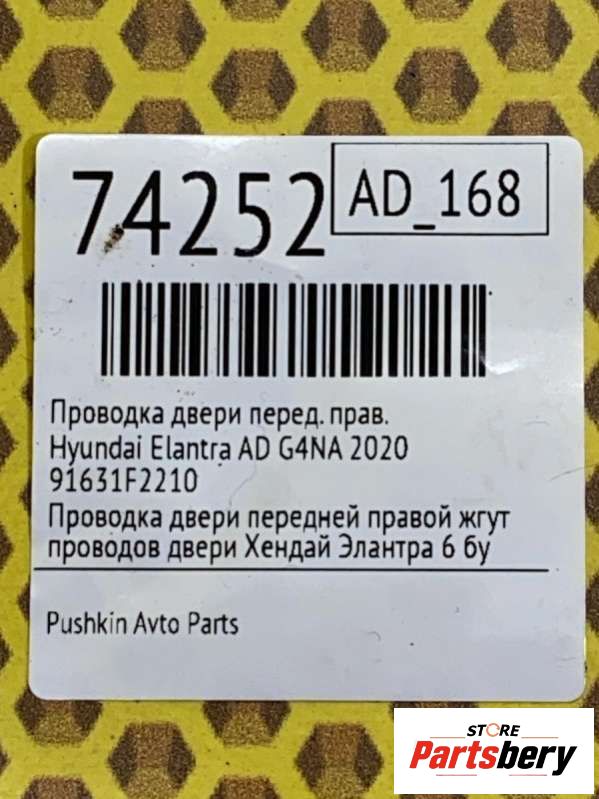 74252
AD_168
Проводка двери перед. прав.
Hyundai Elantra AD G4NA 2020
91631F2210
Проводка двери передней правой жгут
проводов двери Хендай Элантра 6 бу
Pushkin Avto Parts
STORE
Partsbery